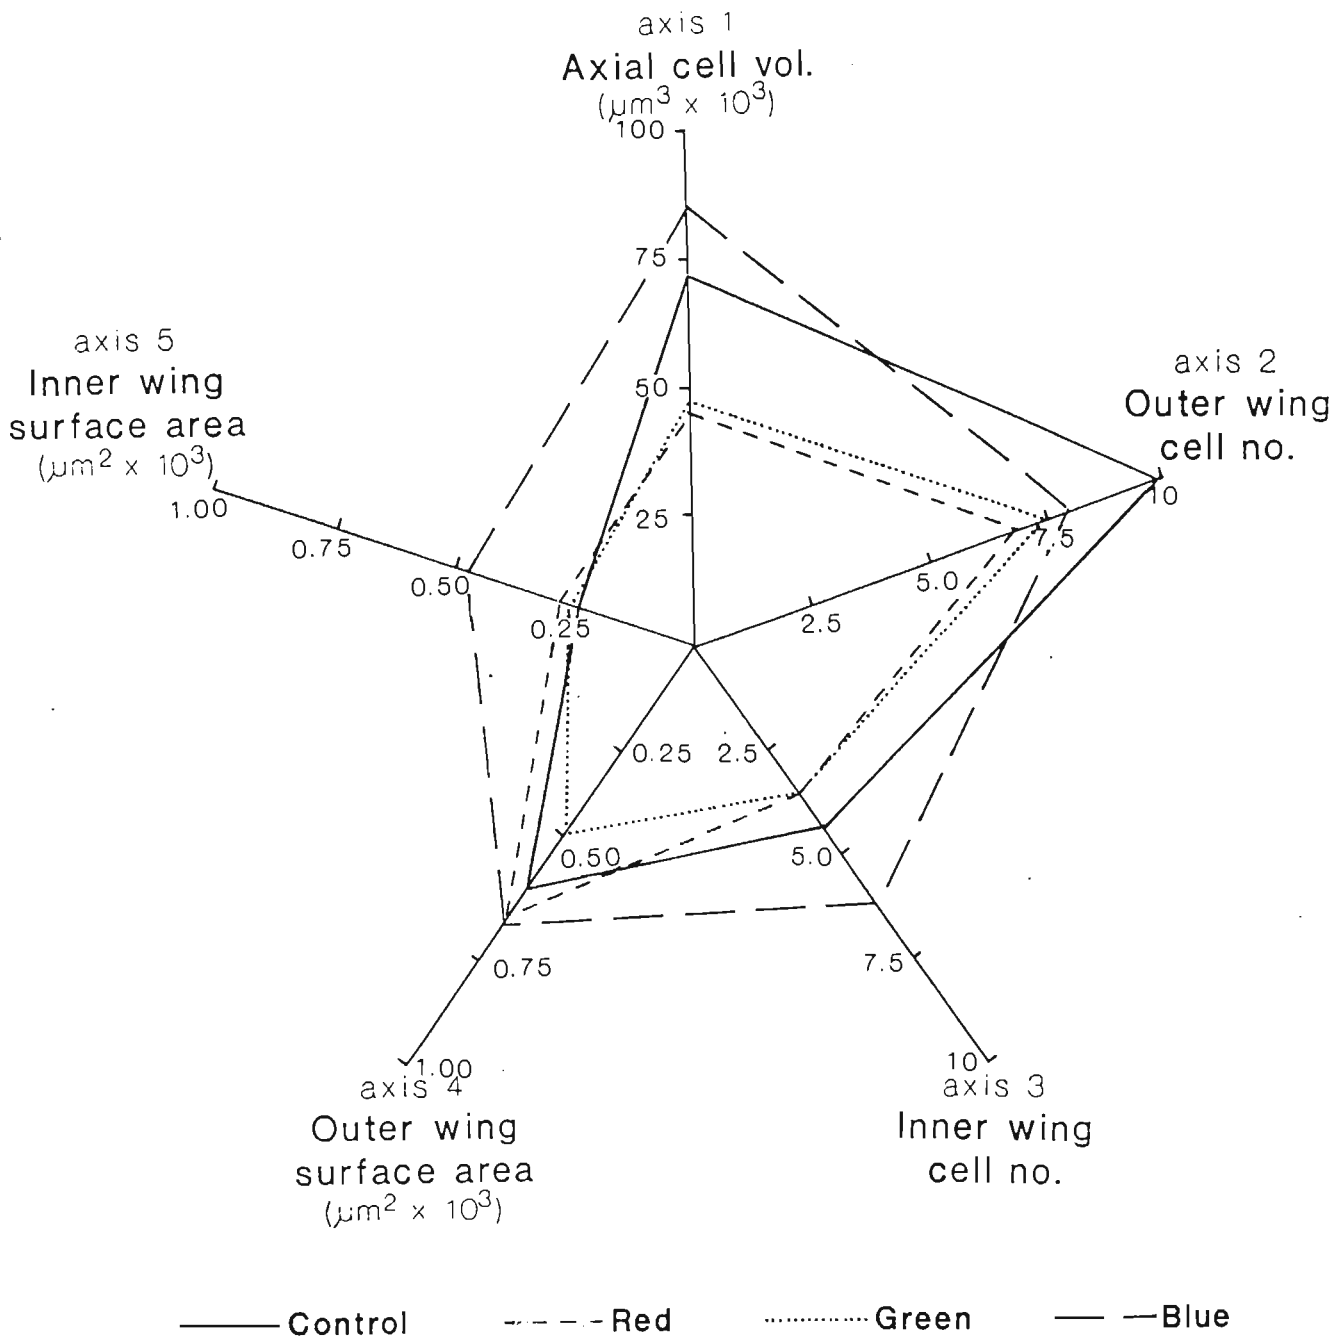 axis 1
Axial cell vol.
(μm³ x 10³)
100
75
50
25
axis 2
Outer wing
cell no.
10
7.5
5.0
2.5
axis 5
Inner wing
surface area
(μm² x 10³)
1.00
0.75
0.50
0.25
0.25
0.50
0.75
1.00
axis 4
Outer wing
surface area
(μm² x 10³)
2.5
5.0
7.5
10
axis 3
Inner wing
cell no.
Control Red Green Blue